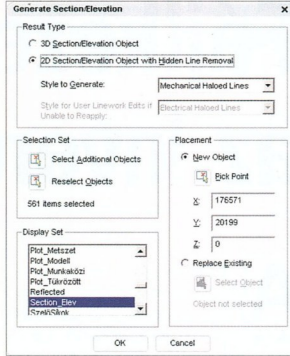 Generate Section/Elevation
Result Type
3D Section/Elevation Object
2D Section/Elevation Object with Hidden Line Removal
Style to Generate:
Mechanical Haloed Lines
Style for User Linework Edits if
Unable to Reapply:
Electrical Haloed Lines
Selection Set
Select Additional Objects
Reselect Objects
561 items selected
Display Set
Plot_Metszet
Plot_Modell
Plot_Munkaközi
Plot_Tükrözött
Reflected
Section_Elev
SzelőSíkok
Placement
New Object
Pick Point
X: 176571
Y: 20199
Z: 0
Replace Existing
Select Object
Object not selected
OK
Cancel